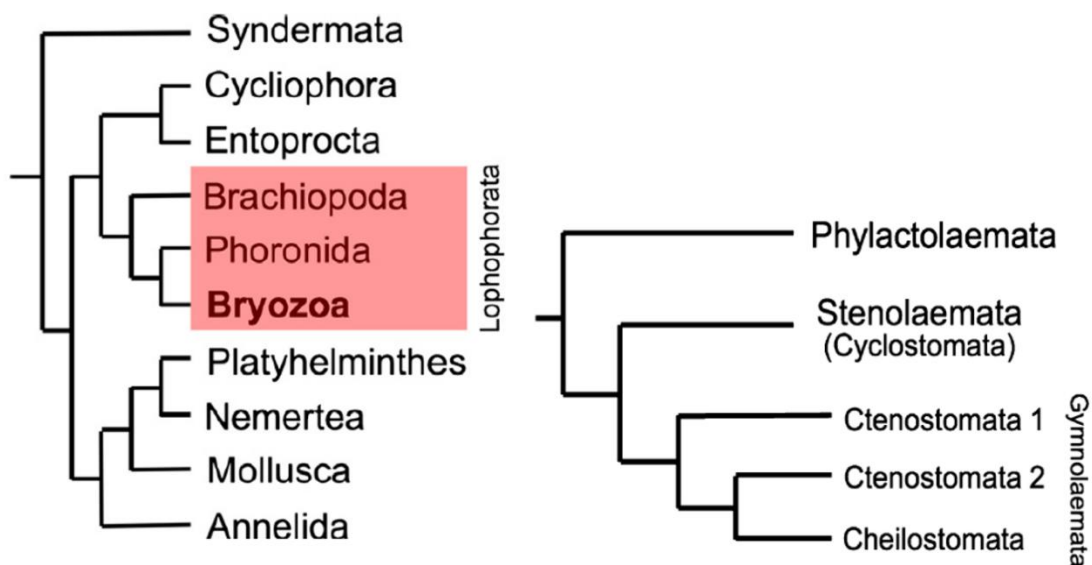 Syndermata
Cycliophora
Entoprocta
Brachiopoda
Phoronida
Bryozoa
Lophophorata
Platyhelminthes
Nemertea
Mollusca
Annelida
Phylactolaemata
Stenolaemata
(Cyclostomata)
Ctenostomata 1
Ctenostomata 2
Cheilostomata
Gymnolaemata